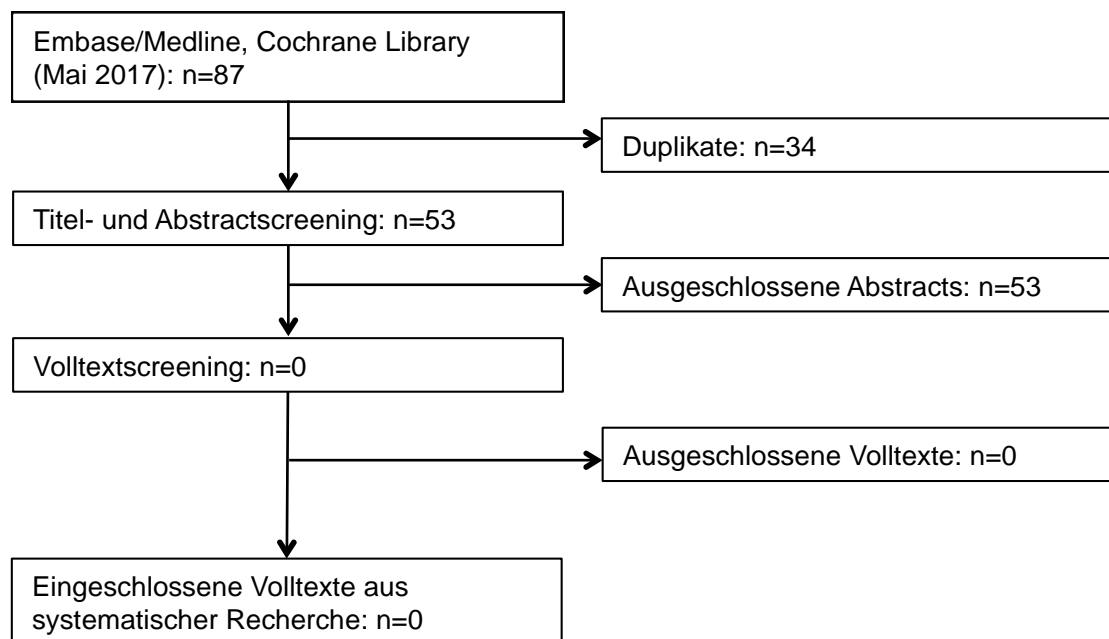 Embase/Medline, Cochrane Library
(Mai 2017): n=87
Duplikate: n=34
Titel- und Abstractscreening: n=53
Ausgeschlossene Abstracts: n=53
Volltextscreening: n=0
Ausgeschlossene Volltexte: n=0
Eingeschlossene Volltexte aus
systematischer Recherche: n=0